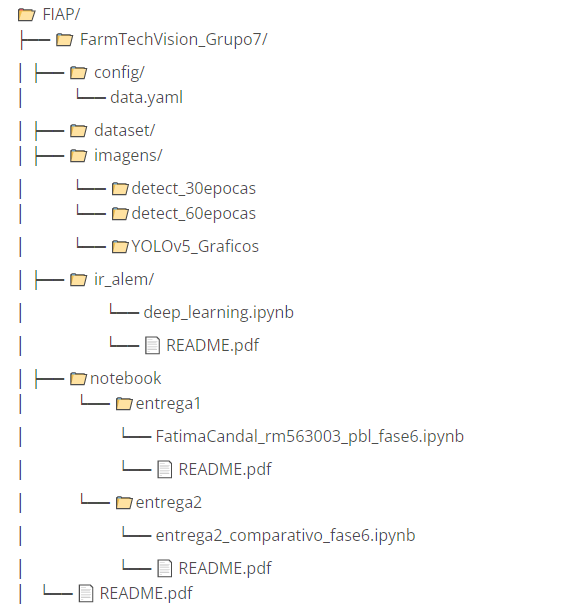 FIAP/
FarmTechVision_Grupo7/
config/
data.yaml
dataset/
imagens/
detect_30epocas
detect_60epocas
YOLOv5_Graficos
ir_alem/
deep_learning.ipynb
README.pdf
notebook
entrega1
FatimaCandal_rm563003_pbl_fase6.ipynb
README.pdf
entrega2
entrega2_comparativo_fase6.ipynb
README.pdf
README.pdf